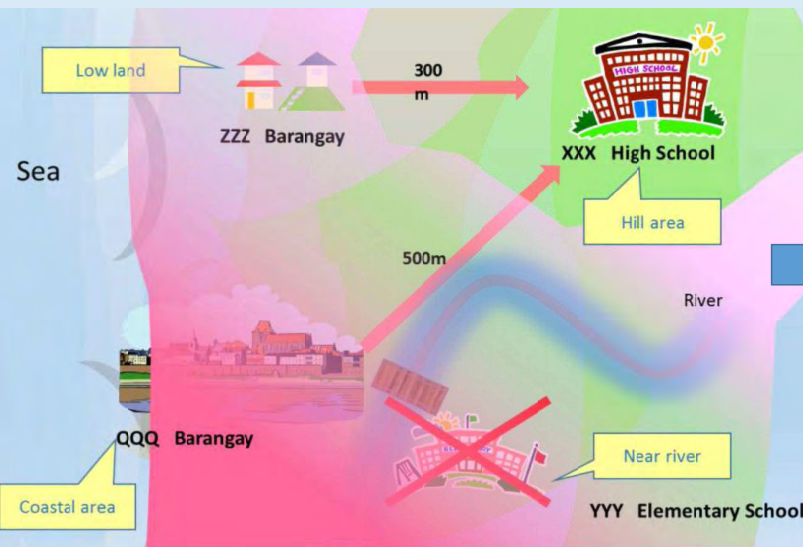 Low land
300
m
HIGH SCHOOL
ZZZ Barangay
XXX High School
Sea
Hill area
500m
River
QQQ Barangay
Near river
Coastal area
YYY Elementary School